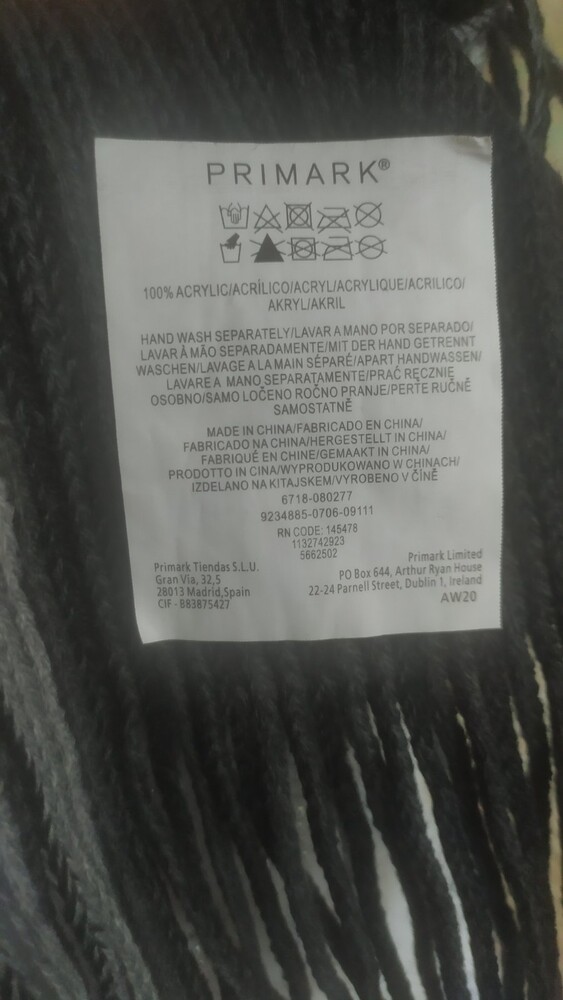 PRIMARK®
100% ACRYLIC/ACRÍLICO/ACRYL/ACRYLIQUE/ACRILICO/
AKRYL/AKRIL
HAND WASH SEPARATELY/LAVAR A MANO POR SEPARADO/
LAVAR À MÃO SEPARADAMENTE/MIT DER HAND GETRENNT
WASCHEN/LAVAGE A LA MAIN SÉPARÉ/APART HANDWASSEN/
LAVARE A MANO SEPARATAMENTE/PRAĆ RĘCZNIE
OSOBNO/SAMO LOČENO ROČNO PRANJE/PERTE RUČNĚ
SAMOSTATNĚ
MADE IN CHINA/FABRICADO EN CHINA/
FABRICADO NA CHINA/HERGESTELLT IN CHINA/
FABRIQUÉ EN CHINE/GEMAAKT IN CHINA/
PRODOTTO IN CINA/WYPRODUKOWANO W CHINACH/
IZDELANO NA KITAJSKEM/VYROBENO V ČÍNĚ
6718-080277
9234885-0706-09111
RN CODE: 145478
1132742923
5662502
Primark Tiendas S.L.U.
Gran Via, 32,5
28013 Madrid,Spain
CIF - B83875427
Primark Limited
PO Box 644, Arthur Ryan House
22-24 Parnell Street, Dublin 1, Ireland
AW20